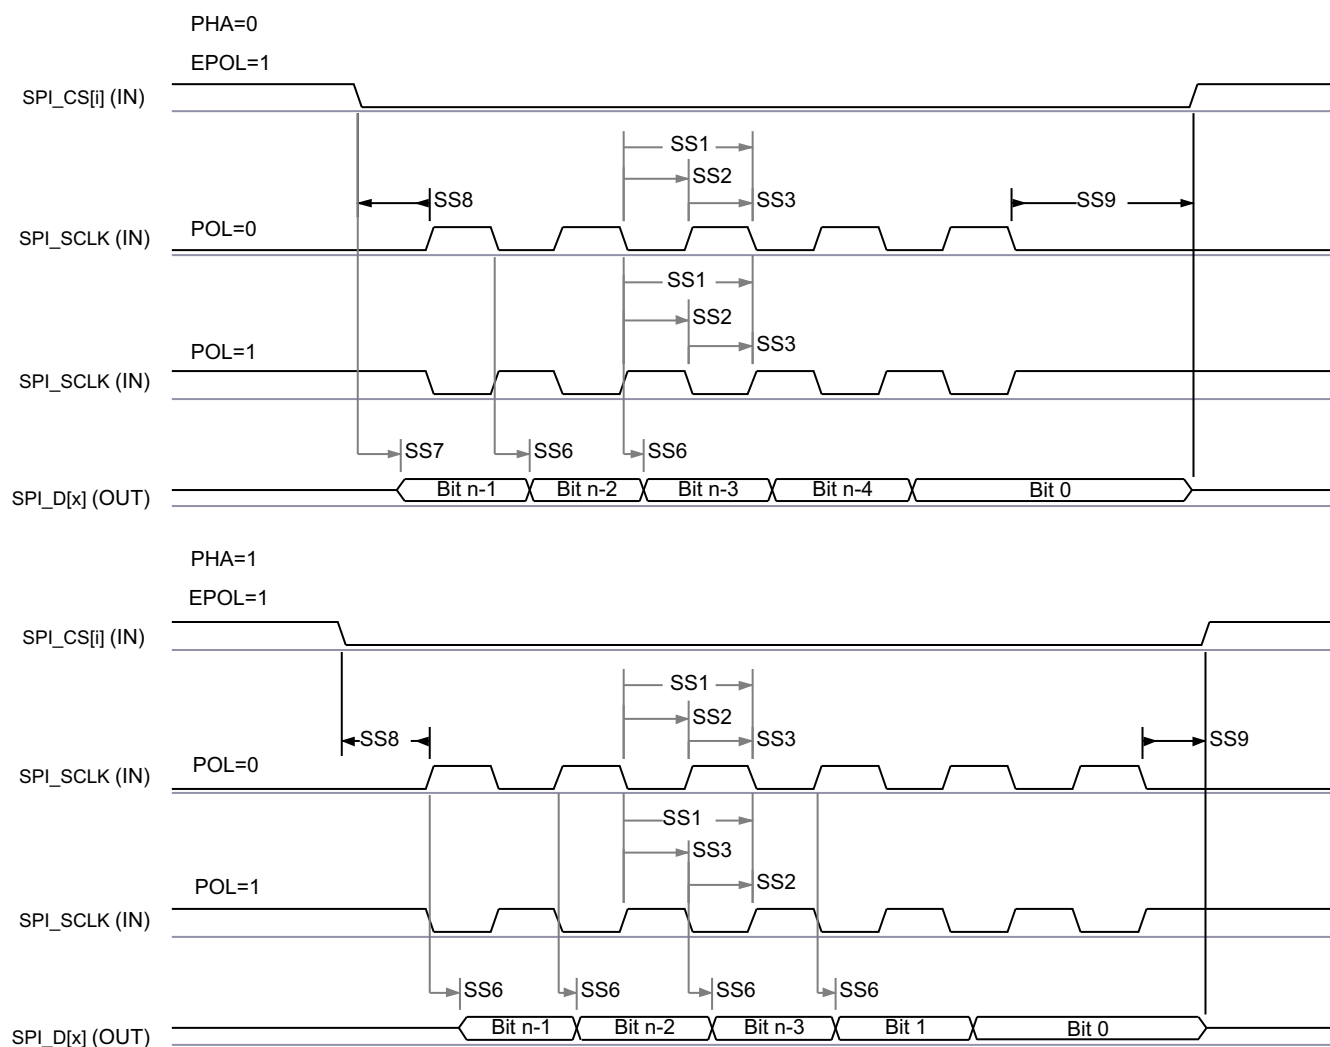 PHA=0
EPOL=1
SPI_CS[i] (IN)
SS1
SS2
SS8
SS3
SS9
POL=0
SPI_SCLK (IN)
SS1
SS2
SS3
POL=1
SPI_SCLK (IN)
SS7
SS6
SS6
SPI_D[x] (OUT)
Bit n-1
Bit n-2
Bit n-3
Bit n-4
Bit 0
PHA=1
EPOL=1
SPI_CS[i] (IN)
SS1
SS2
SS8
SS3
SS9
POL=0
SPI_SCLK (IN)
SS1
SS3
SS2
POL=1
SPI_SCLK (IN)
SS6
SS6
SS6
SS6
SPI_D[x] (OUT)
Bit n-1
Bit n-2
Bit n-3
Bit 1
Bit 0